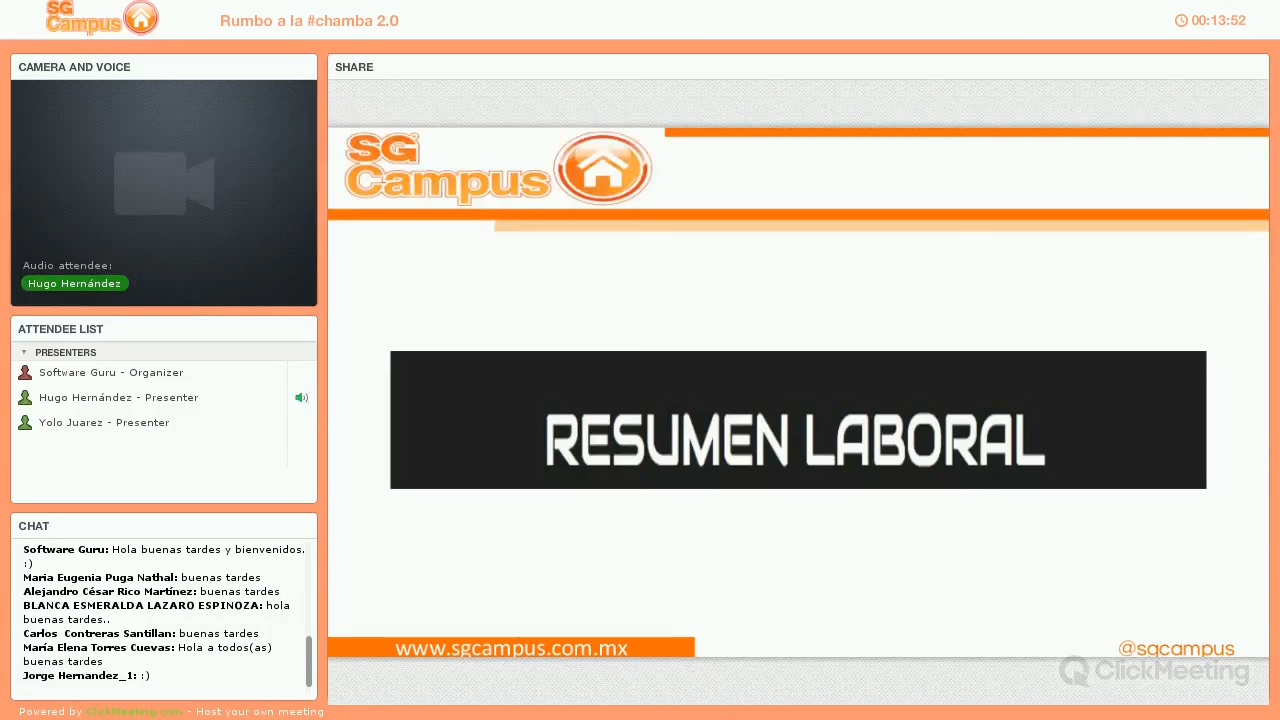 SG
Campus
Rumbo a la #chamba 2.0
00:13:52
CAMERA AND VOICE
Audio attendee:
Hugo Hernández
ATTENDEE LIST
PRESENTERS
Software Guru - Organizer
Hugo Hernández - Presenter
Yolo Juarez - Presenter
CHAT
Software Guru: Hola buenas tardes y bienvenidos.
:)
Maria Eugenia Puga Nathal: buenas tardes
Alejandro César Rico Martínez: buenas tardes
BLANCA ESMERALDA LAZARO ESPINOZA: hola
buenas tardes..
Carlos Contreras Santillan: buenas tardes
María Elena Torres Cuevas: Hola a todos(as)
buenas tardes
Jorge Hernandez_1: :)
Powered by ClickMeeting.com - Host your own meeting
SHARE
SG
Campus
RESUMEN LABORAL
www.sgcampus.com.mx
@sgcampus
ClickMeeting